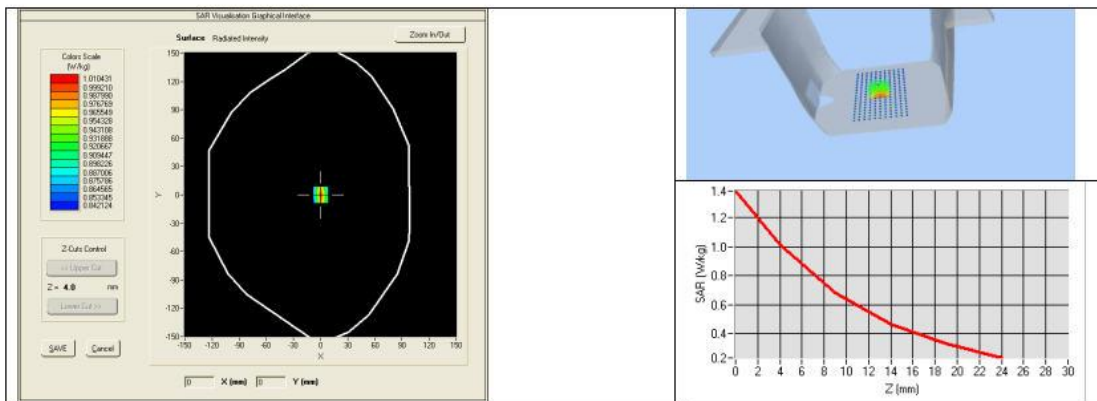 SAR Visualisation Graphical Interface
Surface Radiated Intensity
Zoom In/Out
Colors Scale
(W/kg)
1.010431
0.999210
0.987990
0.976769
0.965549
0.954328
0.943108
0.931888
0.920667
0.909447
0.898226
0.887006
0.875786
0.864565
0.853345
0.842124
Z-Cuts Control
<< Upper Cut
Z = 4.0 mm
Lower Cut >>
SAVE Cancel
150
120
90
60
30
0
-30
-60
-90
-120
-150
Y
-150 -120 -90 -60 -30 0 30 60 90 120 150
X
0 X (mm) 0 Y (mm)
1.4
1.2
1.0
0.8
0.6
0.4
0.2
SAR (W/kg)
0 2 4 6 8 10 12 14 16 18 20 22 24 26 28 30
Z (mm)